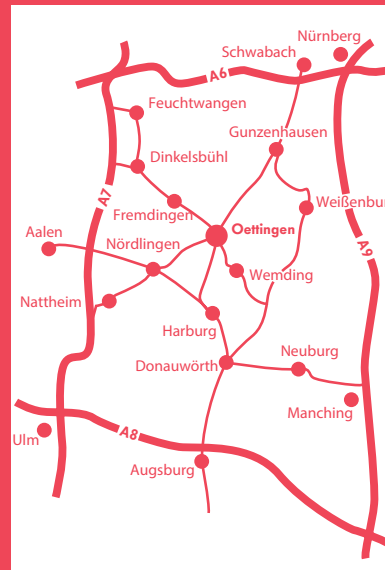 Nürnberg
Schwabach
A6
Feuchtwangen
Gunzenhausen
Dinkelsbühl
A7
Weißenbur
Fremdingen
Oettingen
Aalen
Nördlingen
A9
Wemding
Nattheim
Harburg
Donauwörth
Neuburg
Manching
A8
Ulm
Augsburg